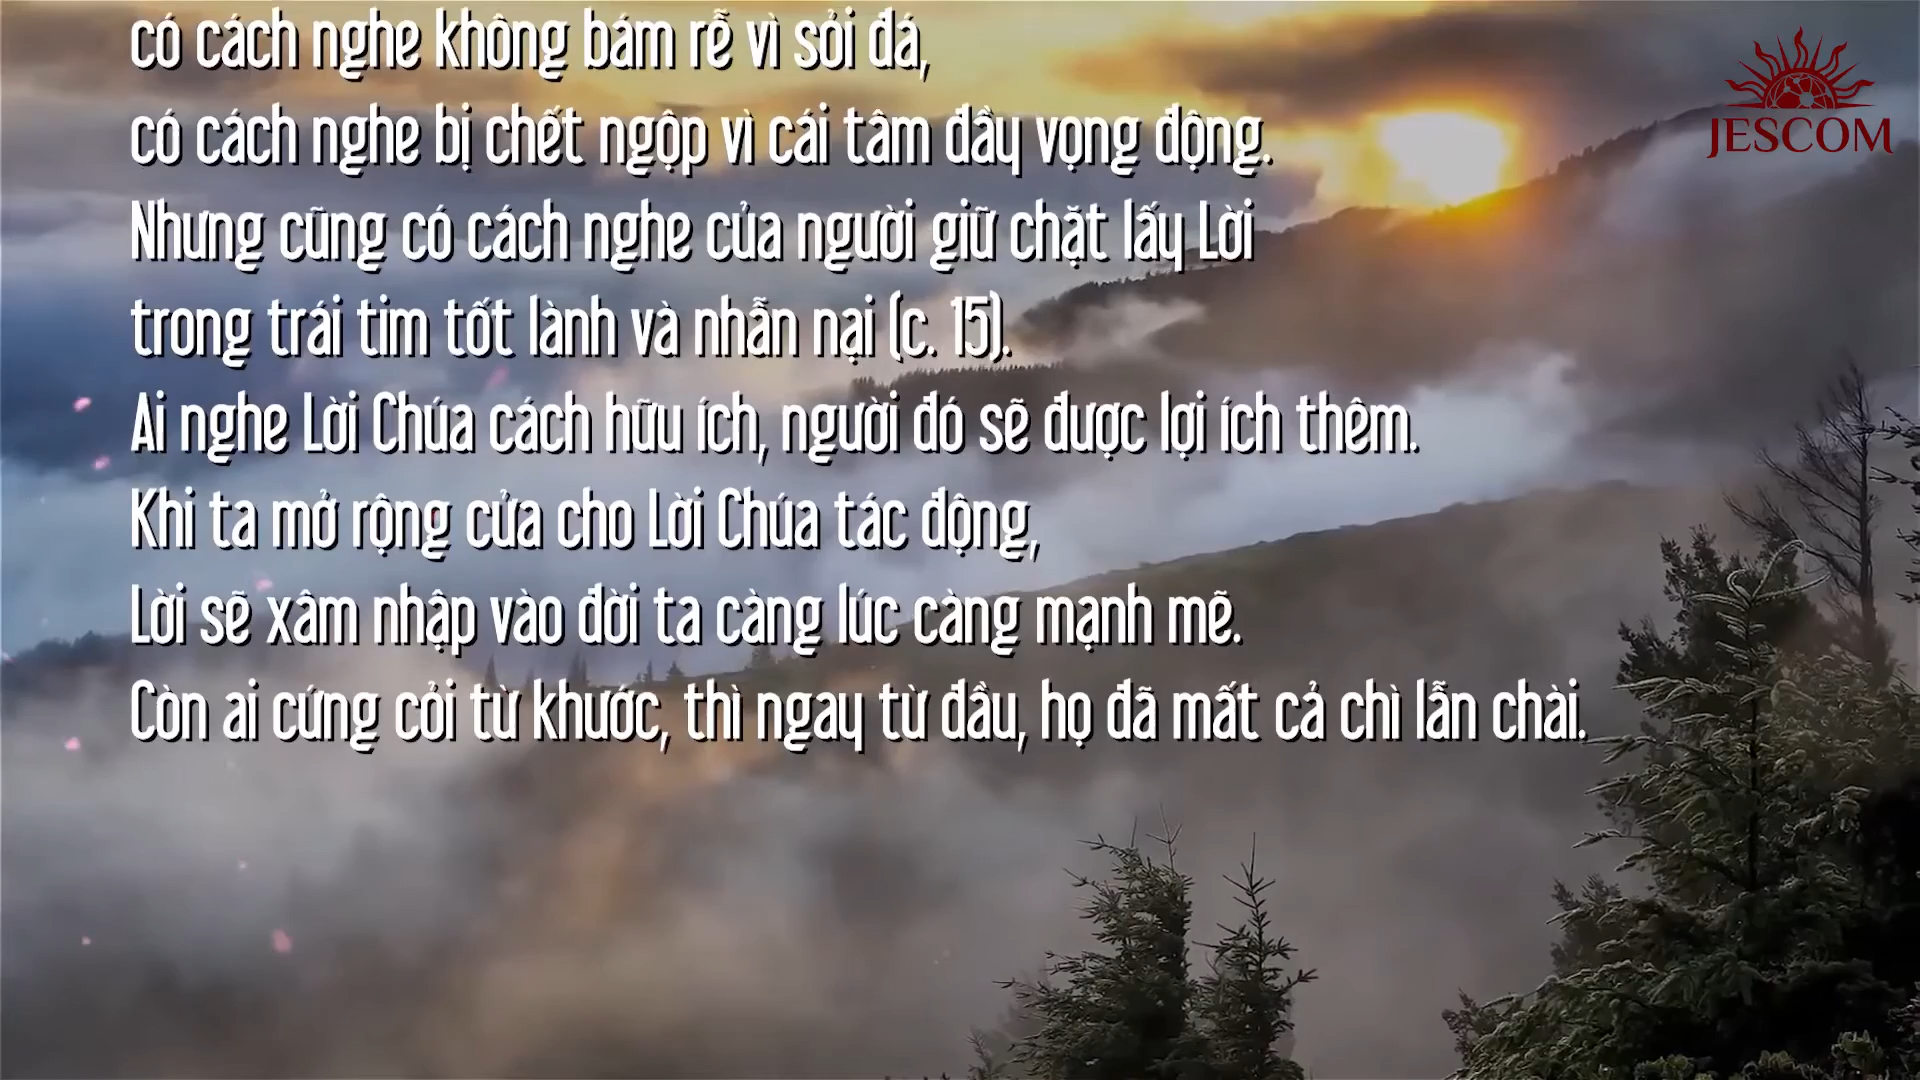 có cách nghe không bám rễ vì sỏi đá,
có cách nghe bị chết ngộp vì cái tâm đầy vọng động.
Nhưng cũng có cách nghe của người giữ chặt lấy Lời
trong trái tim tốt lành và nhẫn nại (c. 15).
Ai nghe Lời Chúa cách hữu ích, người đó sẽ được lợi ích thêm.
Khi ta mở rộng cửa cho Lời Chúa tác động,
Lời sẽ xâm nhập vào đời ta càng lúc càng mạnh mẽ.
Còn ai cứng cỏi từ khước, thì ngay từ đầu, họ đã mất cả chì lẫn chài.
JESCOM